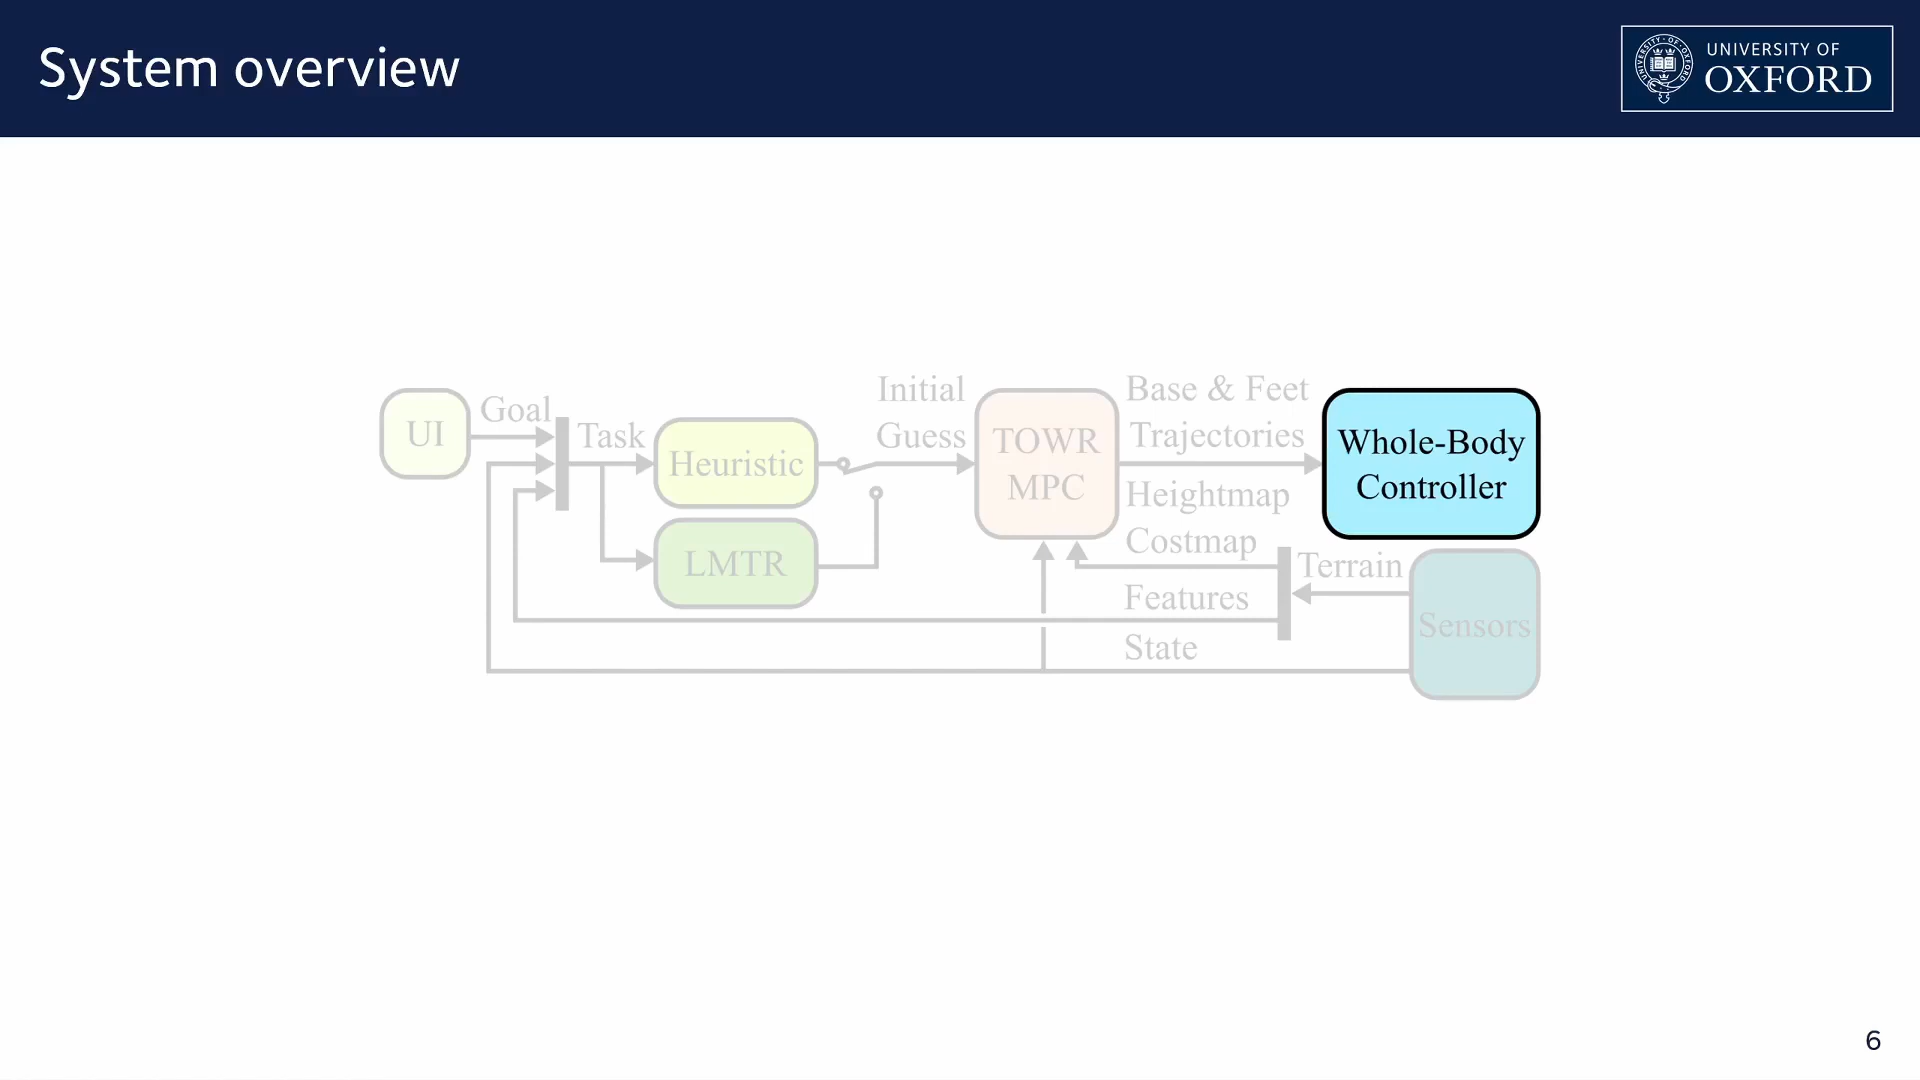 System overview
UNIVERSITY OF
OXFORD
UI
Goal
Task
Heuristic
LMTR
Initial
Guess
TOWR
MPC
Base & Feet
Trajectories
Heightmap
Costmap
Features
State
Terrain
Whole-Body
Controller
Sensors
6